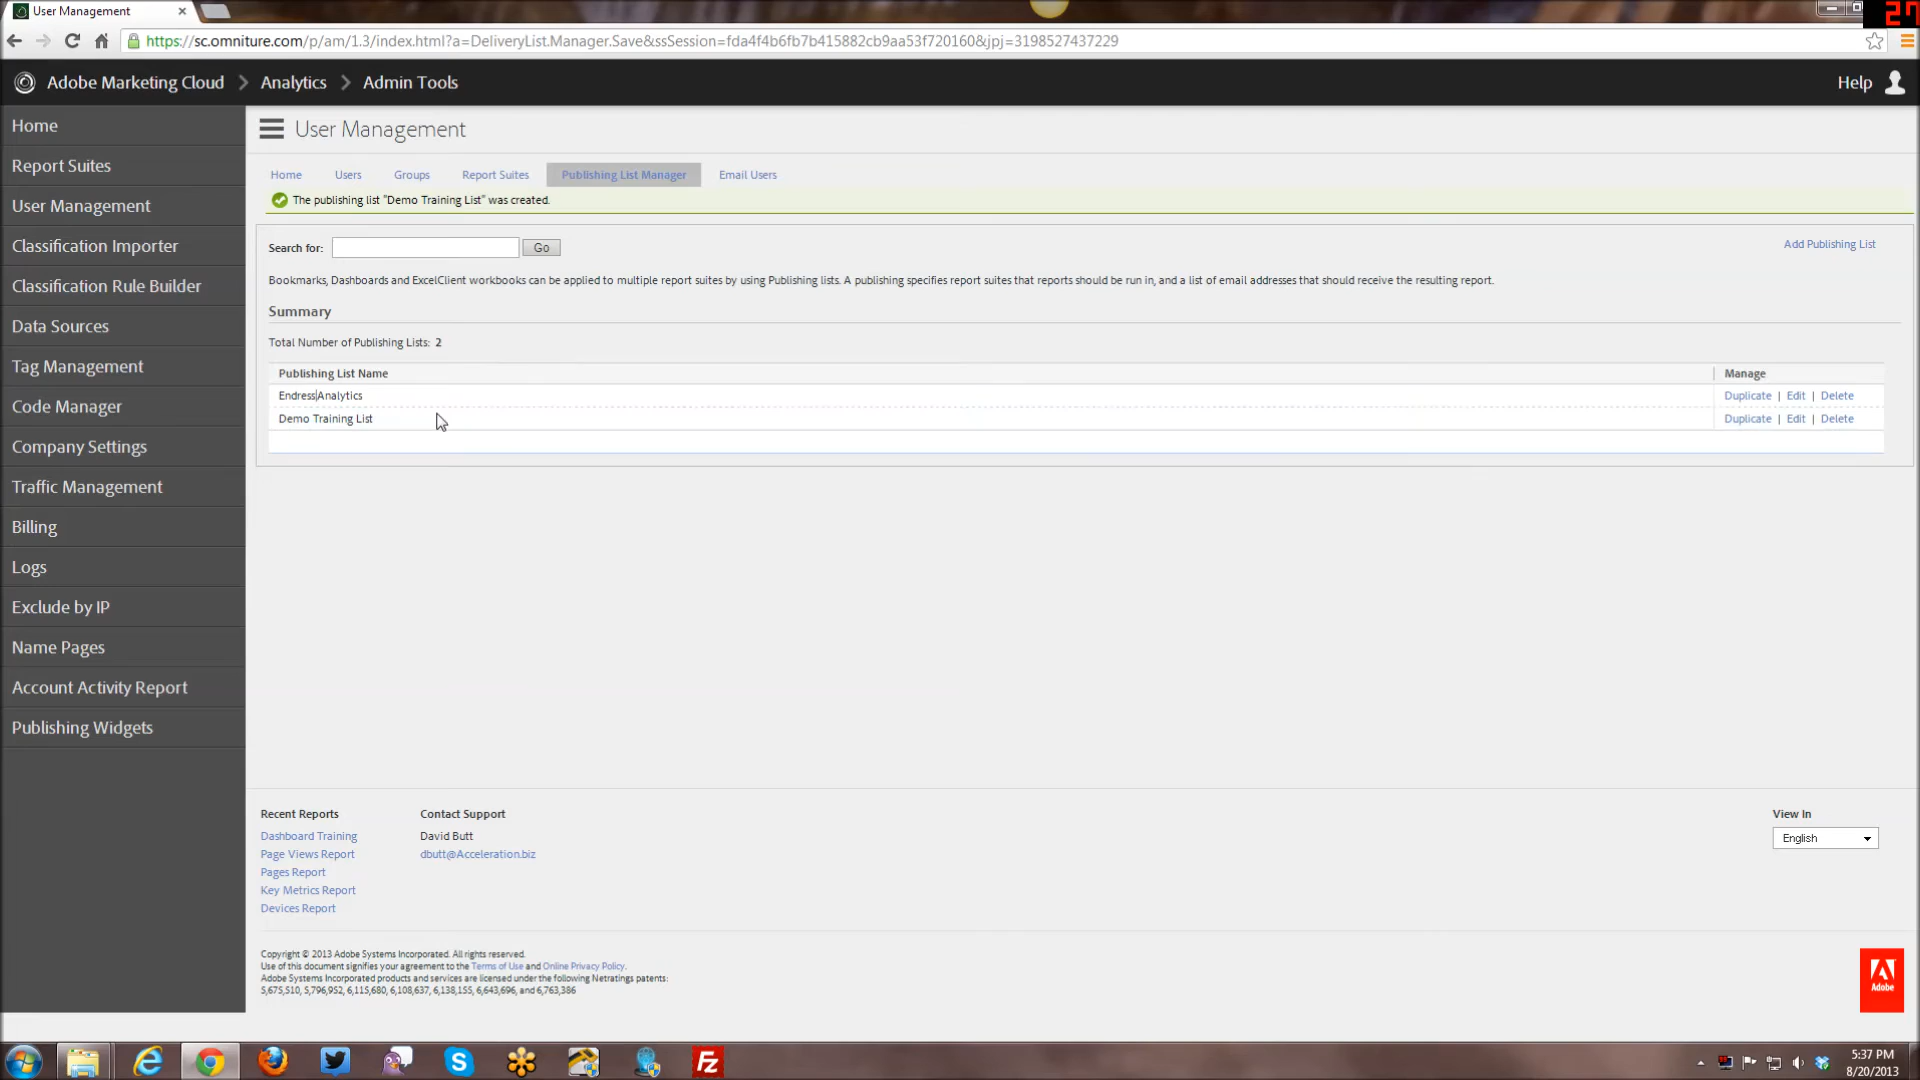 User Management
27
https://sc.omniture.com/p/am/1.3/index.html?a=DeliveryList.Manager.Save&ssSession=fda4f4b6fb7b415882cb9aa53f720160&jpj=3198527437229
Adobe Marketing Cloud > Analytics > Admin Tools
Help
Home
Report Suites
User Management
Classification Importer
Classification Rule Builder
Data Sources
Tag Management
Code Manager
Company Settings
Traffic Management
Billing
Logs
Exclude by IP
Name Pages
Account Activity Report
Publishing Widgets
User Management
Home Users Groups Report Suites Publishing List Manager Email Users
The publishing list "Demo Training List" was created.
Search for: Go
Add Publishing List
Bookmarks, Dashboards and ExcelClient workbooks can be applied to multiple report suites by using Publishing lists. A publishing specifies report suites that reports should be run in, and a list of email addresses that should receive the resulting report.
Summary
Total Number of Publishing Lists: 2
Publishing List Name Manage
Endress|Analytics Duplicate | Edit | Delete
Demo Training List Duplicate | Edit | Delete
Recent Reports
Dashboard Training
Page Views Report
Pages Report
Key Metrics Report
Devices Report
Contact Support
David Butt
dbutt@Acceleration.biz
View In
English
Copyright © 2013 Adobe Systems Incorporated. All rights reserved.
Use of this document signifies your agreement to the Terms of Use and Online Privacy Policy.
Adobe Systems Incorporated products and services are licensed under the following Netratings patents:
5,675,510, 5,796,952, 6,115,680, 6,108,637, 6,138,155, 6,643,696, and 6,763,386
Adobe
5:37 PM
8/20/2013